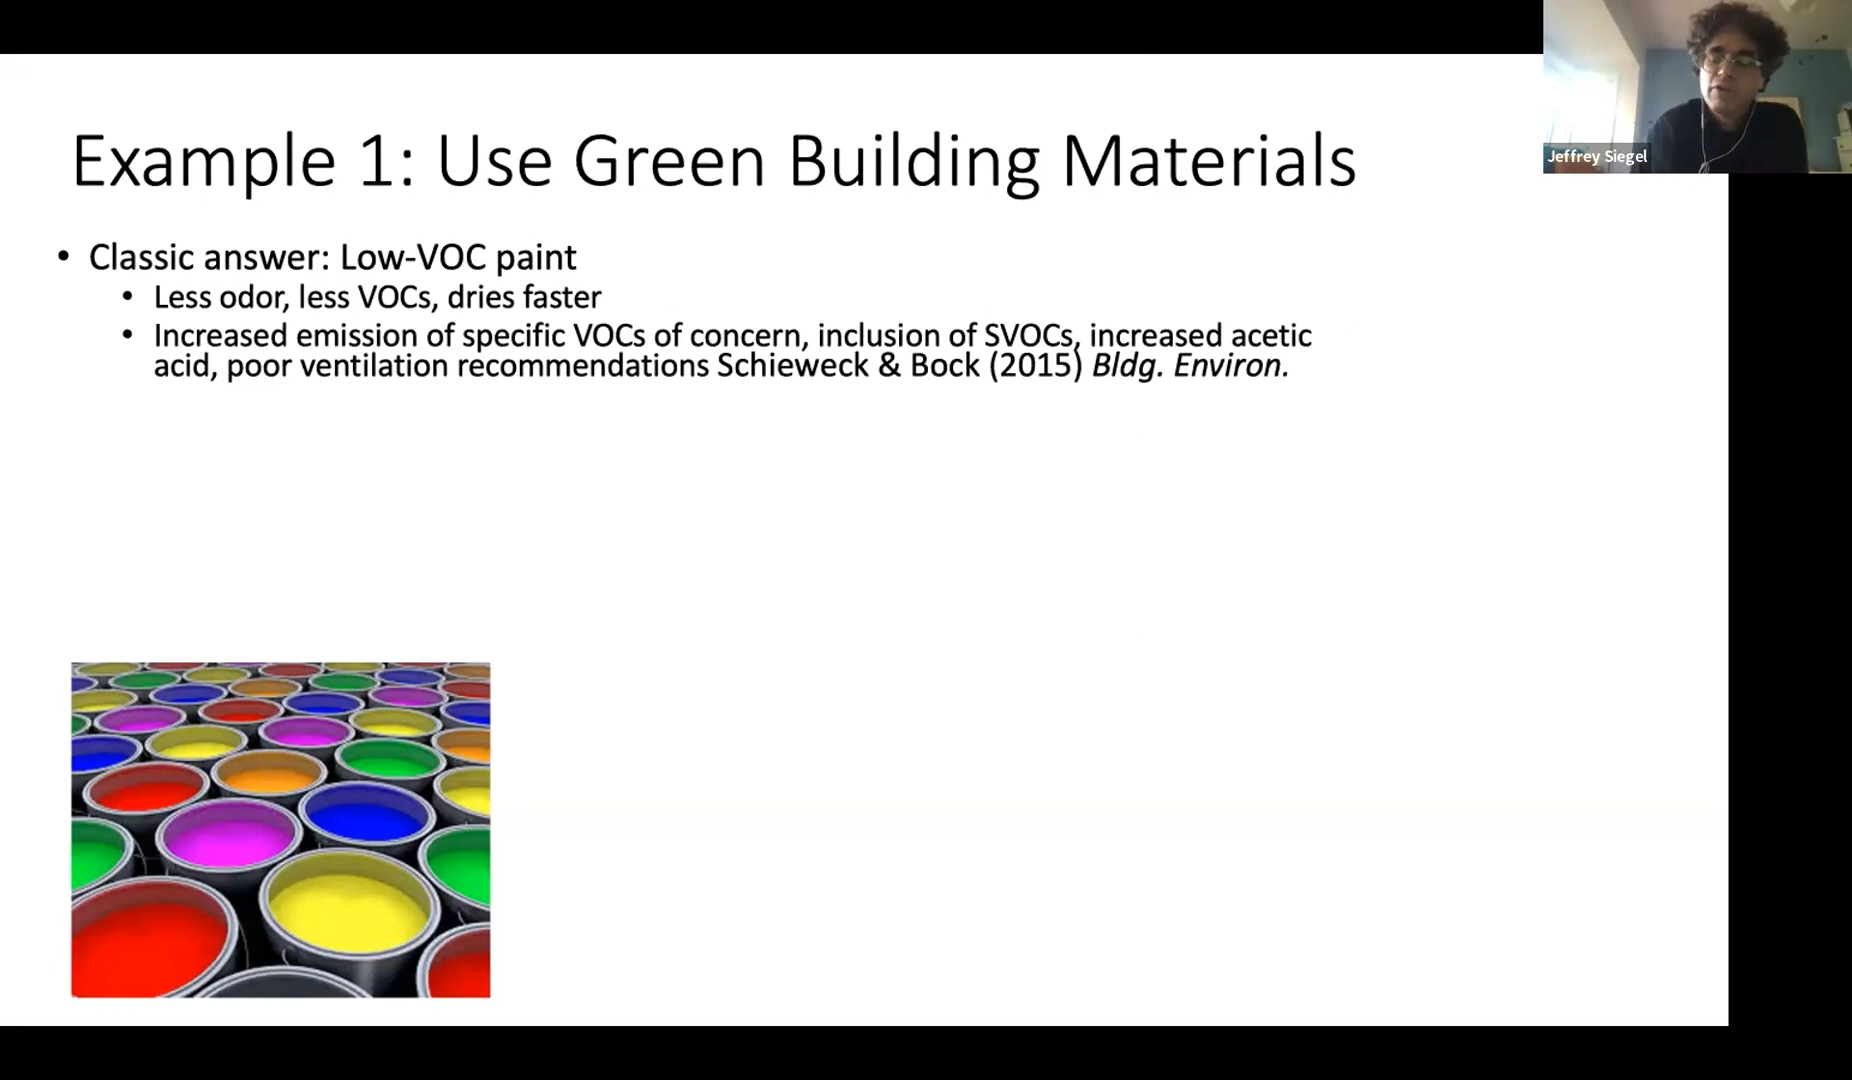 Jeffrey Siegel
Example 1: Use Green Building Materials
• Classic answer: Low-VOC paint
• Less odor, less VOCs, dries faster
• Increased emission of specific VOCs of concern, inclusion of SVOCs, increased acetic
acid, poor ventilation recommendations Schieweck & Bock (2015) Bldg. Environ.